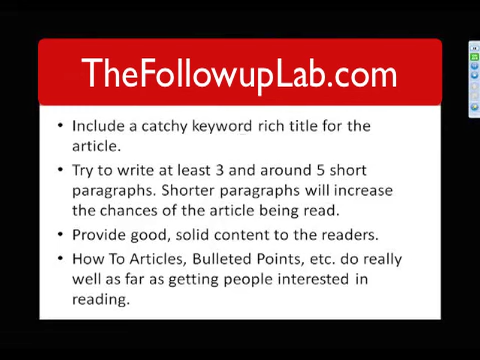 TheFollowupLab.com
• Include a catchy keyword rich title for the
article.
• Try to write at least 3 and around 5 short
paragraphs. Shorter paragraphs will increase
the chances of the article being read.
• Provide good, solid content to the readers.
• How To Articles, Bulleted Points, etc. do really
well as far as getting people interested in
reading.